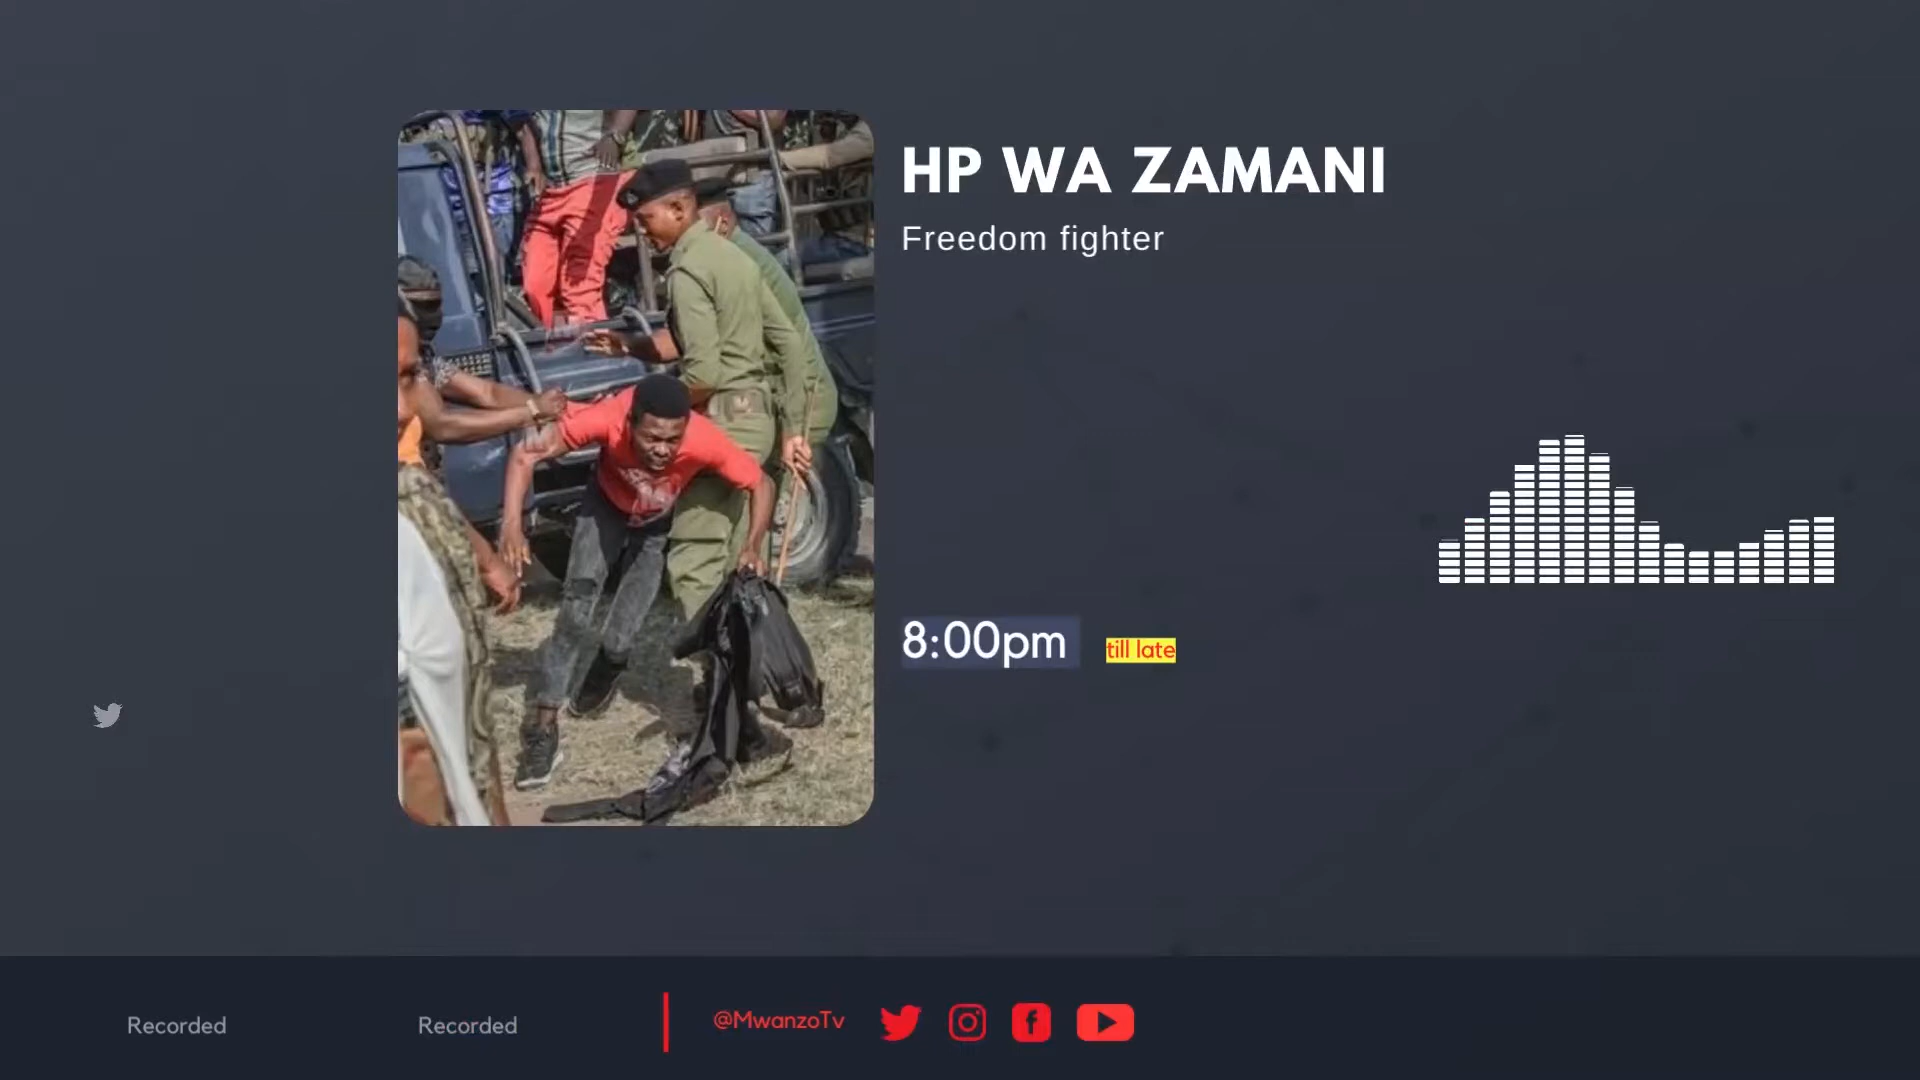 HP WA ZAMANI
Freedom fighter
8:00pm
till late
Recorded
Recorded
@MwanzoTv